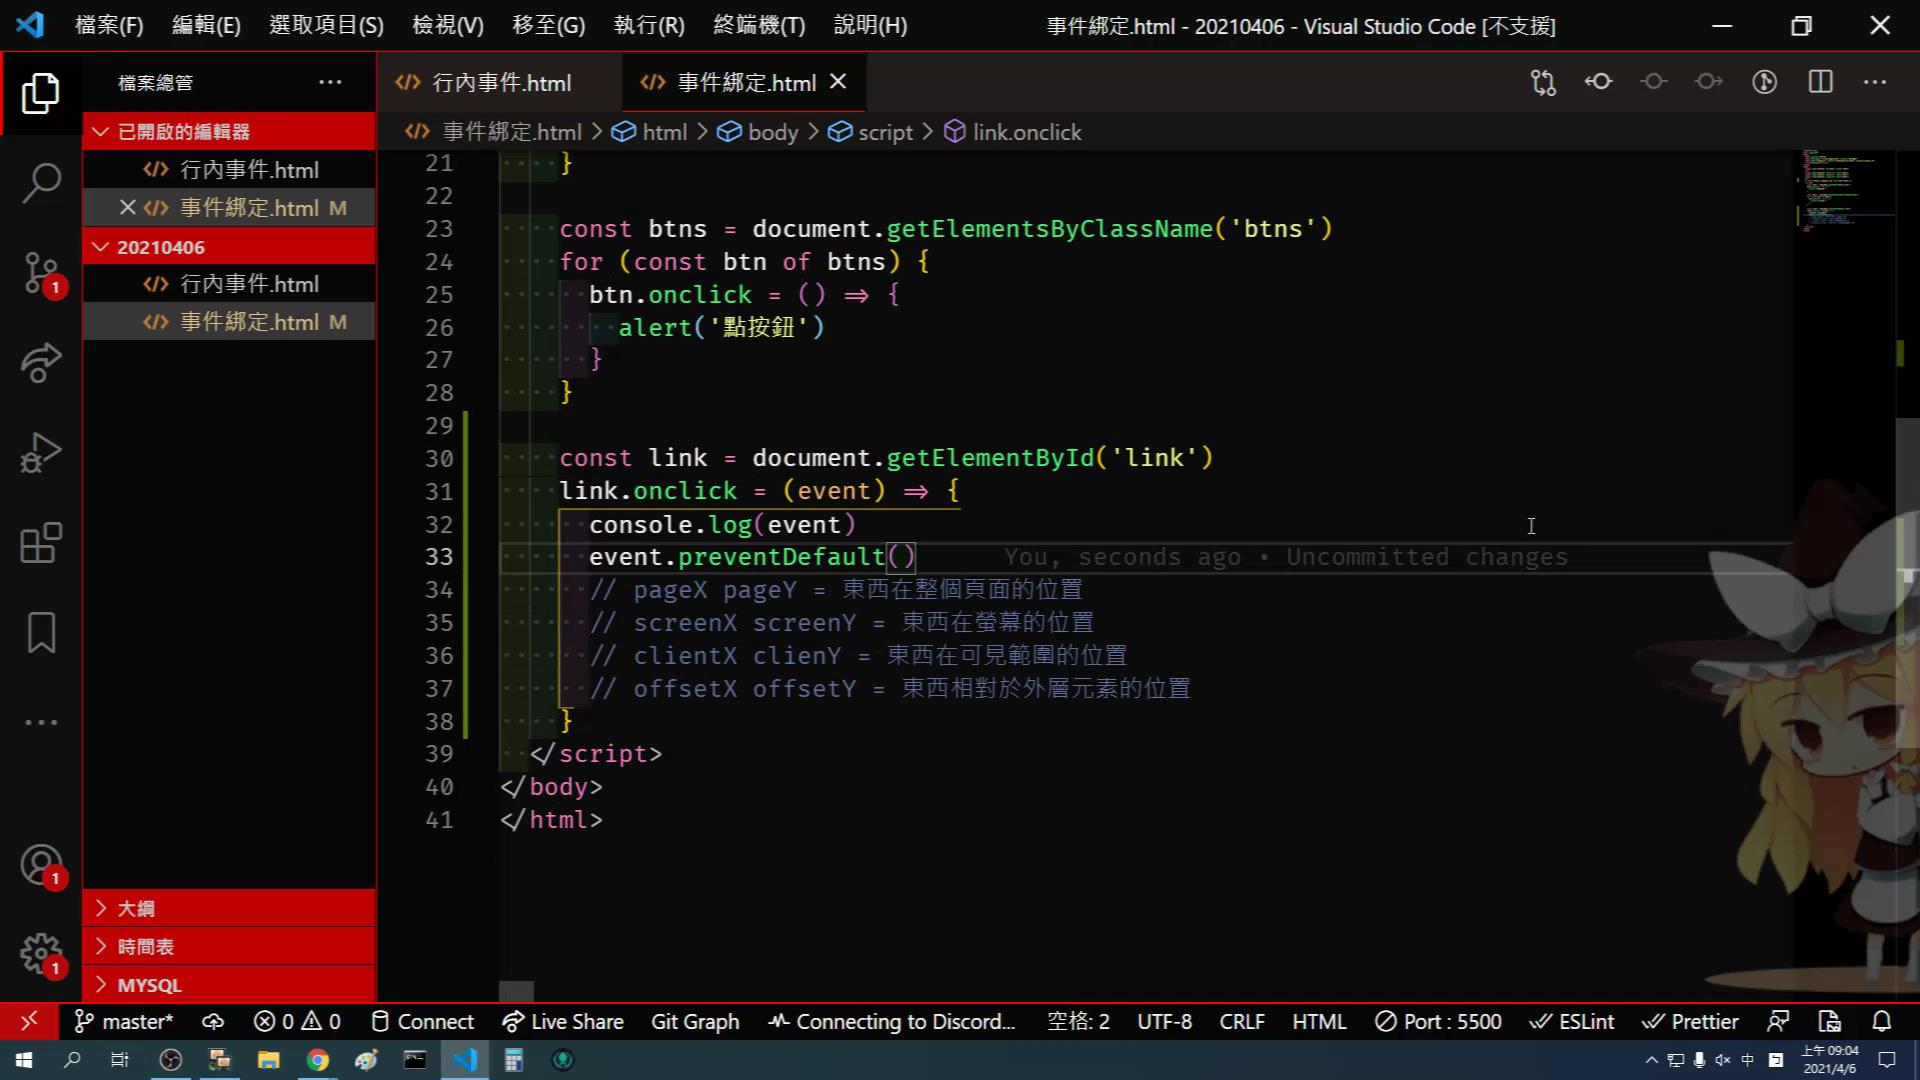 檔案(F) 編輯(E) 選取項目(S) 檢視(V) 移至(G) 執行(R) 終端機(T) 說明(H) 事件綁定.html - 20210406 - Visual Studio Code [不支援]
檔案總管
行內事件.html 事件綁定.html
事件綁定.html > html > body > script > link.onclick
已開啟的編輯器
行內事件.html
事件綁定.html M
20210406
行內事件.html
事件綁定.html M
大綱
時間表
MYSQL
1
1
1
21 }
22
23 const btns = document.getElementsByClassName('btns')
24 for (const btn of btns) {
25 btn.onclick = () => {
26 alert('點按鈕')
27 }
28 }
29
30 const link = document.getElementById('link')
31 link.onclick = (event) => {
32 console.log(event)
33 event.preventDefault() You, seconds ago • Uncommitted changes
34 // pageX pageY = 東西在整個頁面的位置
35 // screenX screenY = 東西在螢幕的位置
36 // clientX clienY = 東西在可見範圍的位置
37 // offsetX offsetY = 東西相對於外層元素的位置
38 }
39 </script>
40 </body>
41 </html>
master* 0 0 Connect Live Share Git Graph Connecting to Discord... 空格: 2 UTF-8 CRLF HTML Port : 5500 ESLint Prettier
中 上午 09:04
2021/4/6